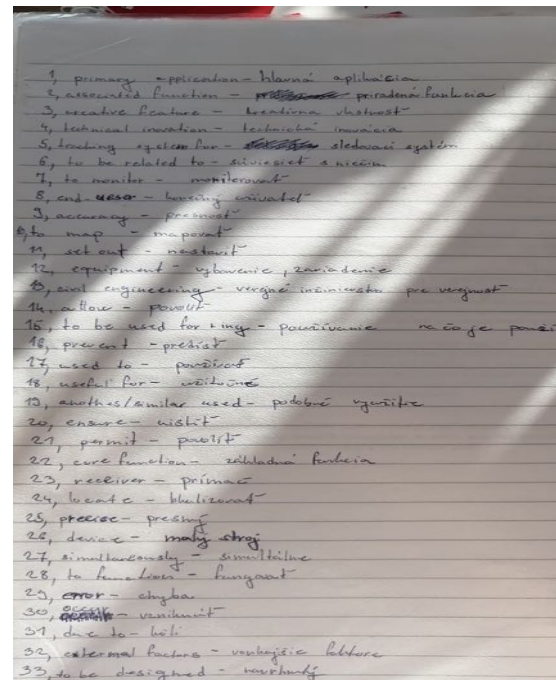 1, primary application - hlavná aplikácia
2, associated function - priradená funkcia
3, creative feature - kreatívna vlastnosť
4, technical inovation - technická inovácia
5, tracking system for - sledovací systém
6, to be related to - súvisieť s niečím
7, to monitor - monitorovať
8, end-user - konečný užívateľ
9, accuracy - presnosť
to map - mapovať
11, set out - nastaviť
12, equipment - vybavenie, zariadenie
13, civil engineering - verejné inžinierstvo pre verejnosť
14, allow - povoliť
15, to be used for + ing - používanie na čo je použí
16, prevent - predísť
17, used to - používať
18, useful for - užitočné
19, another/similar used - podobné využitie
20, ensure - uistiť
21, permit - povoliť
22, core function - základná funkcia
23, receiver - prímač
24, locate - lokalizovať
25, precise - presný
26, device - malý stroj
27, simultaneously - simultálne
28, to function - fungovať
29, error - chyba
30, occur - vzniknúť
31, due to - kôli
32, external factors - vonkajšie faktore
33, to be designed - navrhnutý